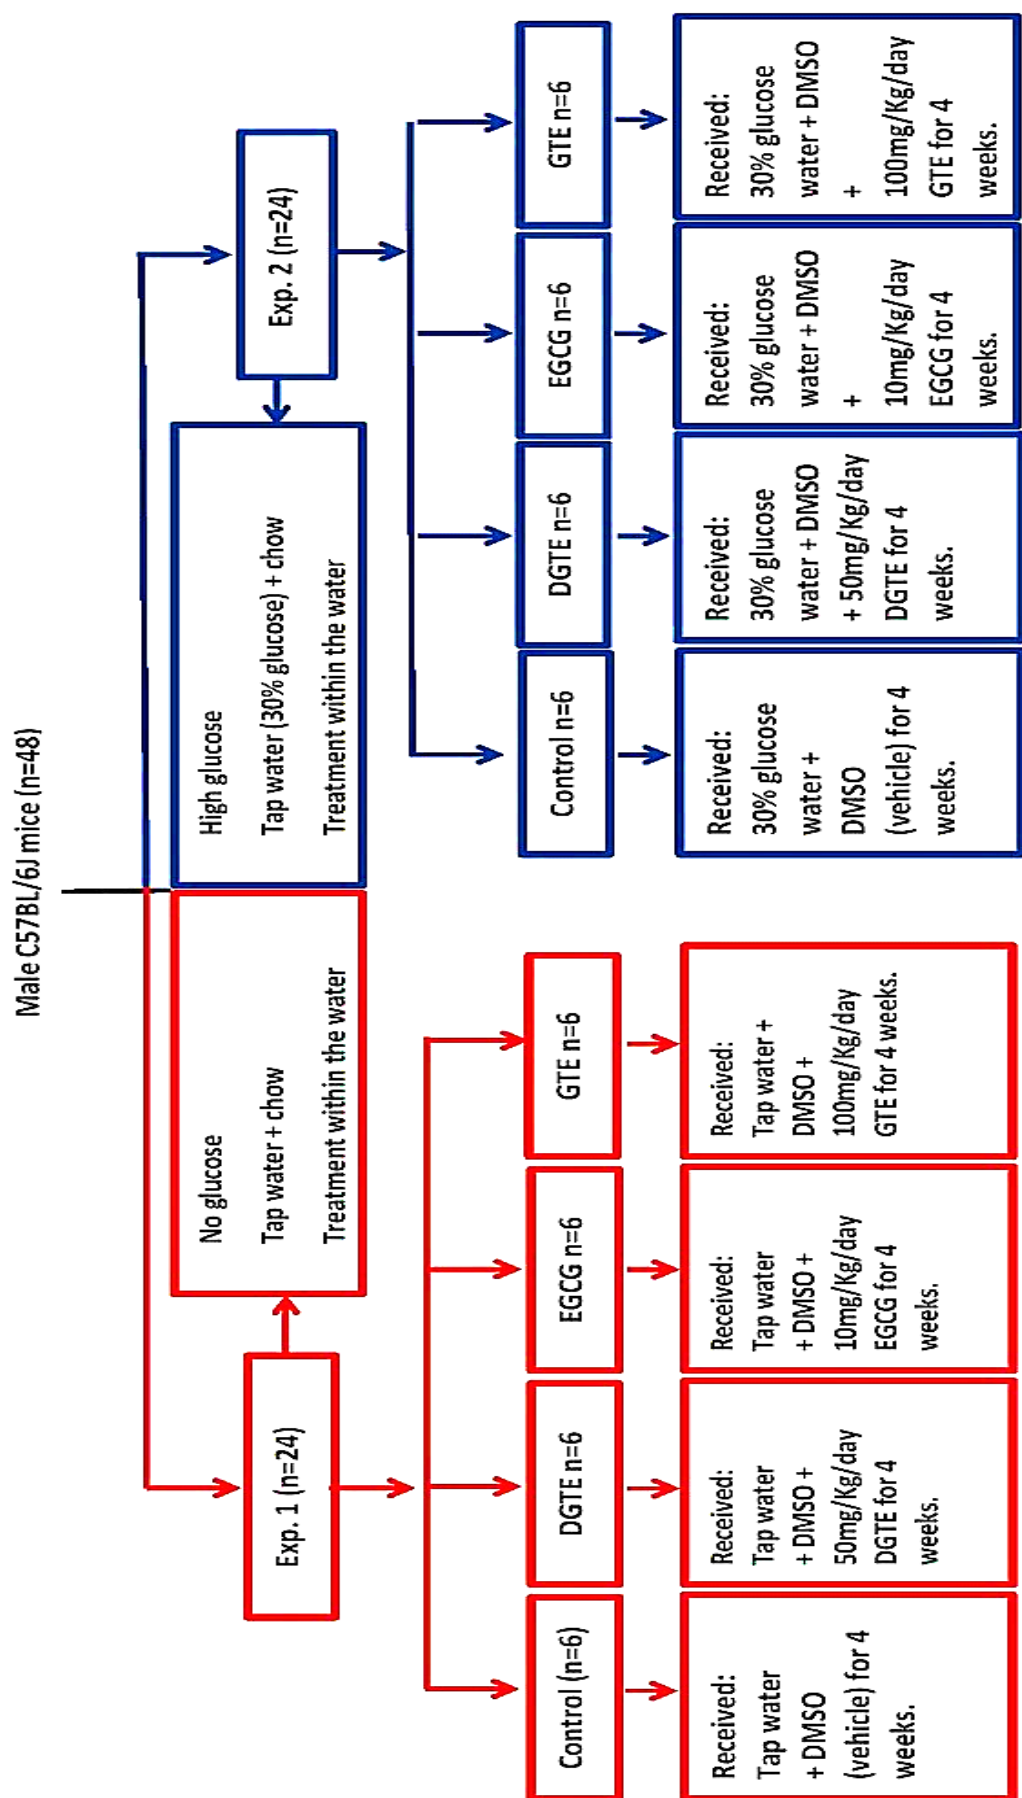 Male C57BL/6J mice (n=48)
Exp. 1 (n=24)
No glucose
Tap water + chow
Treatment within the water
High glucose
Tap water (30% glucose) + chow
Treatment within the water
Exp. 2 (n=24)
Control (n=6)
DGTE n=6
EGCG n=6
GTE n=6
Control n=6
DGTE n=6
EGCG n=6
GTE n=6
Received:
Tap water
+ DMSO
(vehicle) for 4
weeks.
Received:
Tap water
+ DMSO +
50mg/Kg/day
DGTE for 4
weeks.
Received:
Tap water
+ DMSO +
10mg/Kg/day
EGCG for 4
weeks.
Received:
Tap water +
DMSO +
100mg/Kg/day
GTE for 4 weeks.
Received:
30% glucose
water +
DMSO
(vehicle) for 4
weeks.
Received:
30% glucose
water + DMSO
+ 50mg/Kg/day
DGTE for 4
weeks.
Received:
30% glucose
water + DMSO
+
10mg/Kg/day
EGCG for 4
weeks.
Received:
30% glucose
water + DMSO
+
100mg/Kg/day
GTE for 4
weeks.